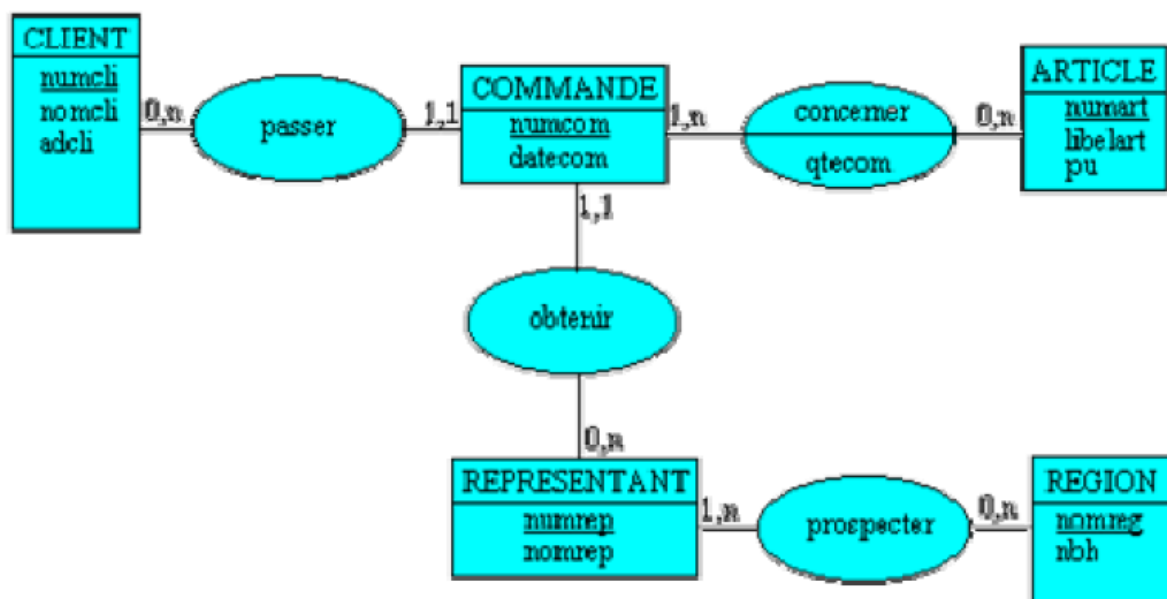 CLIENT
numcli
nomcli
adcli
0,n
passer
1,1
COMMANDE
numcom
datecom
1,n
concerner
qtecom
0,n
ARTICLE
numart
libelart
pu
1,1
obtenir
0,n
REPRESENTANT
numrep
nomrep
1,n
prospecter
0,n
REGION
nomreg
nbh